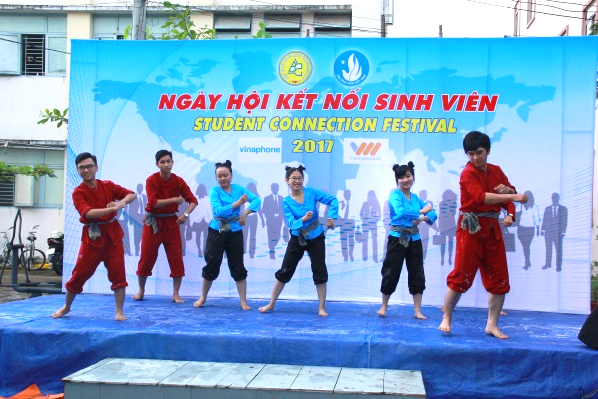 NGÀY HỘI KẾT NỐI SINH VIÊN
STUDENT CONNECTION FESTIVAL
vinaphone
2017